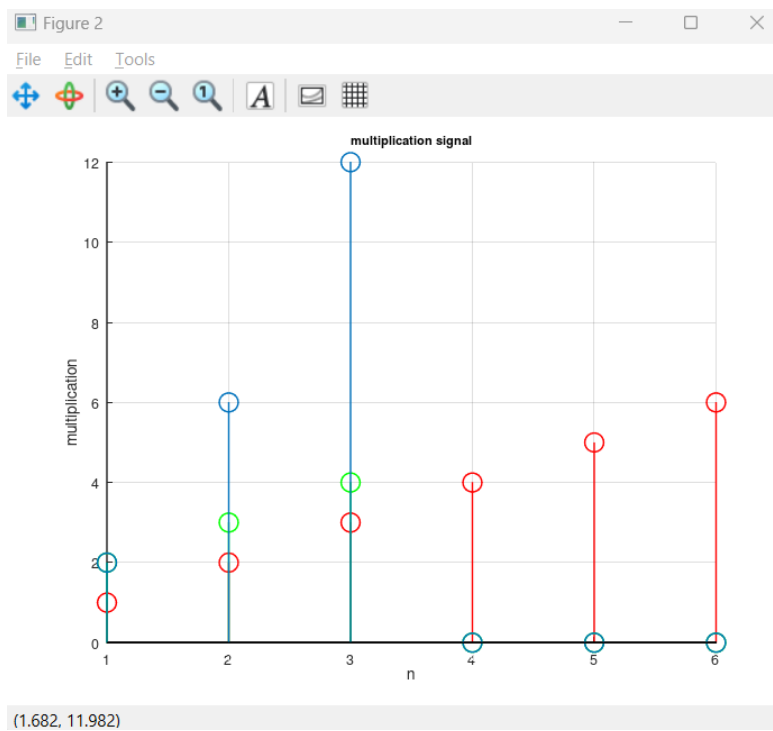 Figure 2
File Edit Tools
1 A
multiplication signal
12
10
8
6
4
2
0
multiplication
1 2 3 4 5 6
n
(1.682, 11.982)